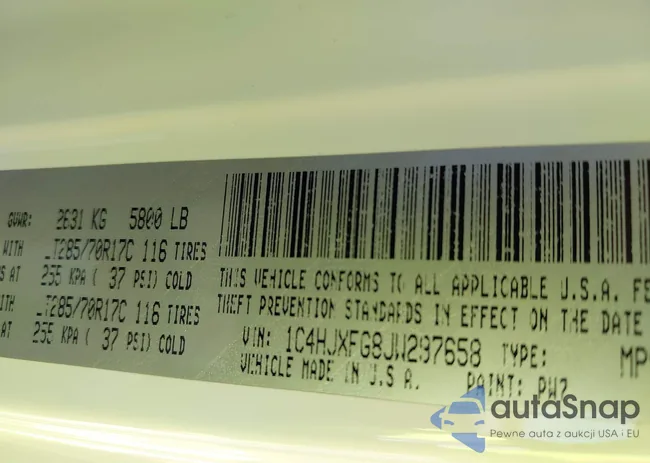 GVWR: 2631 KG 5800 LB
WITH LT285/70R17C 116 TIRES
AT 255 KPA ( 37 PSI) COLD
WITH LT285/70R17C 116 TIRES
AT 255 KPA ( 37 PSI) COLD
THIS VEHICLE CONFORMS TO ALL APPLICABLE U.S.A. FE
THEFT PREVENTION STANDARDS IN EFFECT ON THE DATE
VIN: 1C4HJXFG8JW297658 TYPE: MP
VEHICLE MADE IN U.S.A. PAINT: PW7
autaSnap
Pewne auta z aukcji USA i EU